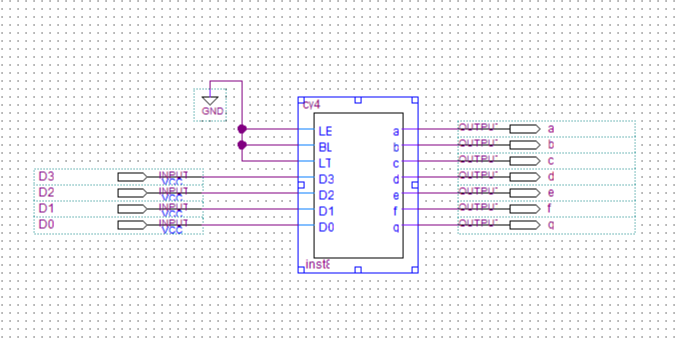 cy4
GND
LE a OUTPUT a
BL b OUTPUT b
LT c OUTPUT c
D3 INPUT VCC D3 d OUTPUT d
D2 INPUT VCC D2 e OUTPUT e
D1 INPUT VCC D1 f OUTPUT f
D0 INPUT VCC D0 g OUTPUT g
inst8